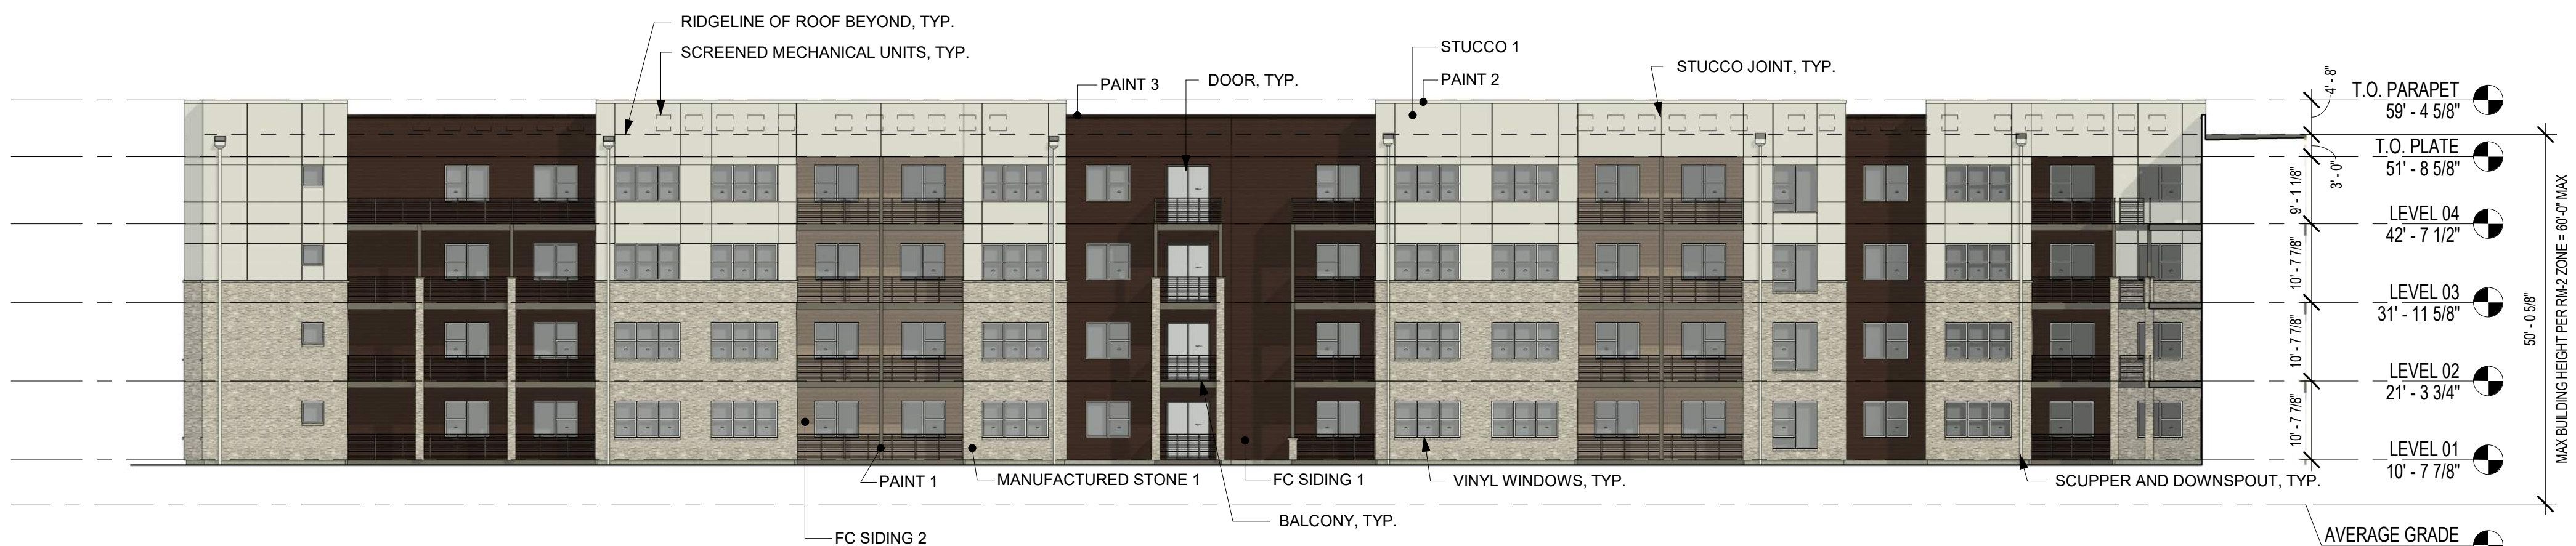 RIDGELINE OF ROOF BEYOND, TYP.
SCREENED MECHANICAL UNITS, TYP.
PAINT 3
DOOR, TYP.
STUCCO 1
PAINT 2
STUCCO JOINT, TYP.
4' - 8"
T.O. PARAPET
59' - 4 5/8"
T.O. PLATE
51' - 8 5/8"
3' - 0"
9' - 1 1/8"
LEVEL 04
42' - 7 1/2"
10' - 7 7/8"
LEVEL 03
31' - 11 5/8"
10' - 7 7/8"
LEVEL 02
21' - 3 3/4"
10' - 7 7/8"
LEVEL 01
10' - 7 7/8"
50' - 0 5/8"
MAX BUILDING HEIGHT PER RM-2 ZONE = 60'-0" MAX
PAINT 1
MANUFACTURED STONE 1
FC SIDING 1
VINYL WINDOWS, TYP.
SCUPPER AND DOWNSPOUT, TYP.
BALCONY, TYP.
FC SIDING 2
AVERAGE GRADE